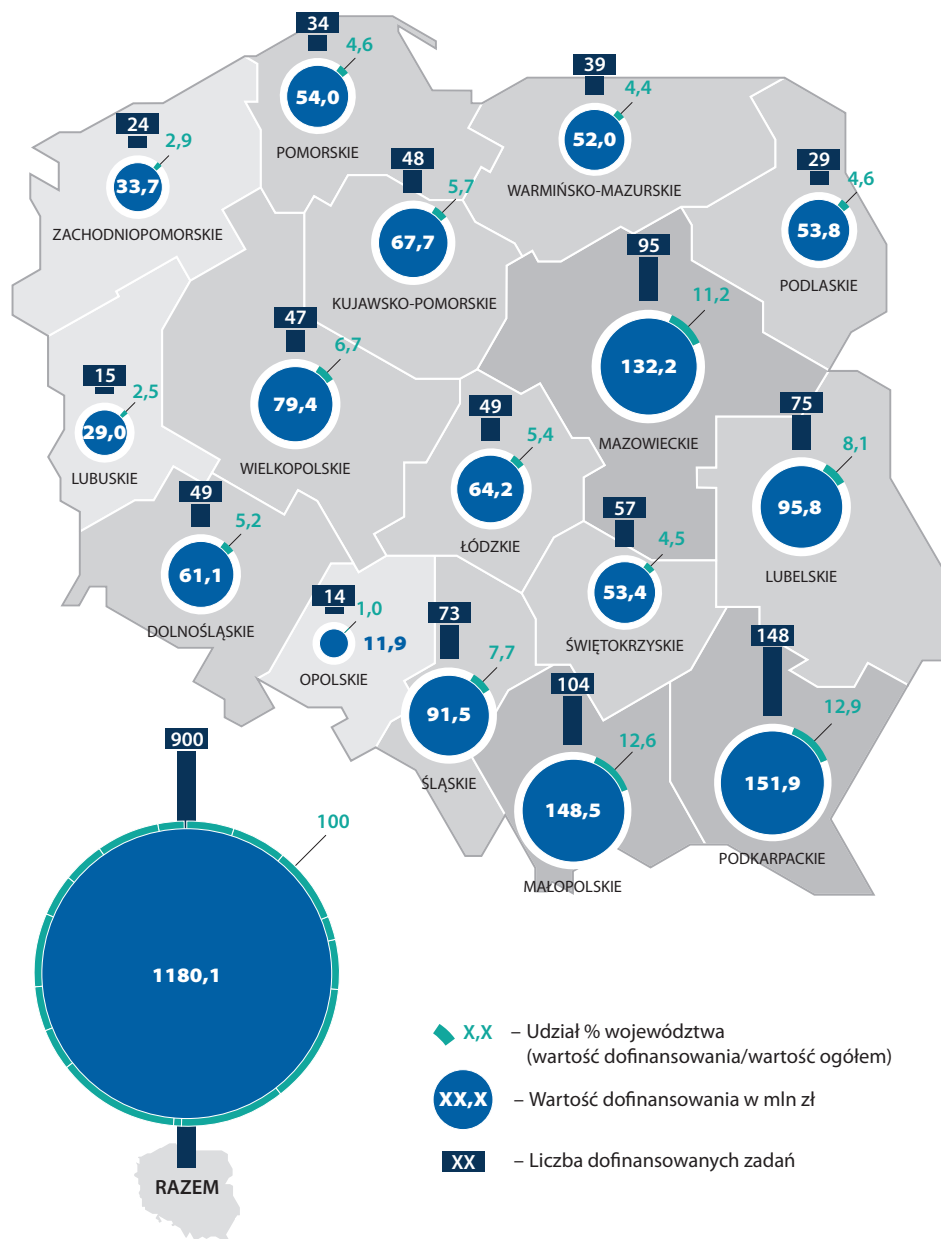 34
4,6
54,0
POMORSKIE
39
4,4
52,0
WARMIŃSKO-MAZURSKIE
24
2,9
33,7
ZACHODNIOPOMORSKIE
48
5,7
67,7
KUJAWSKO-POMORSKIE
29
4,6
53,8
PODLASKIE
95
11,2
132,2
MAZOWIECKIE
47
6,7
79,4
WIELKOPOLSKIE
15
2,5
29,0
LUBUSKIE
49
5,4
64,2
ŁÓDZKIE
75
8,1
95,8
LUBELSKIE
49
5,2
61,1
DOLNOŚLĄSKIE
57
4,5
53,4
ŚWIĘTOKRZYSKIE
14
1,0
11,9
OPOLSKIE
73
7,7
91,5
ŚLĄSKIE
104
12,6
148,5
MAŁOPOLSKIE
148
12,9
151,9
PODKARPACKIE
900
100
1180,1
RAZEM
X,X – Udział % województwa
(wartość dofinansowania/wartość ogółem)
XX,X – Wartość dofinansowania w mln zł
XX – Liczba dofinansowanych zadań